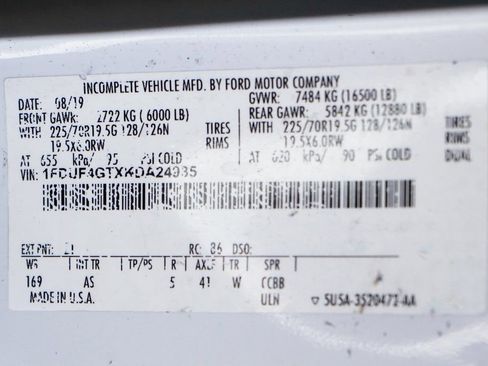 INCOMPLETE VEHICLE MFD. BY FORD MOTOR COMPANY
DATE: 08/19 GVWR: 7484 KG (16500 LB)
FRONT GAWR: 2722 KG (6000 LB) REAR GAWR: 5842 KG (12880 LB)
WITH 225/70R19.5G 128/126N TIRES WITH 225/70R19.5G 128/126N TIRES
19.5X6.0RW RIMS 19.5X6.0RW RIMS
AT 655 kPa/ 95 PSI COLD AT 620 kPa/ 90 PSI COLD DUAL
VIN: 1FDUF4GTXKDA24935
EXT PNT: Z1 RC: 86 DSO:
WB INT TR TP/PS R AXLE TR SPR
169 AS 5 41 W CCBB
MADE IN U.S.A. ULN